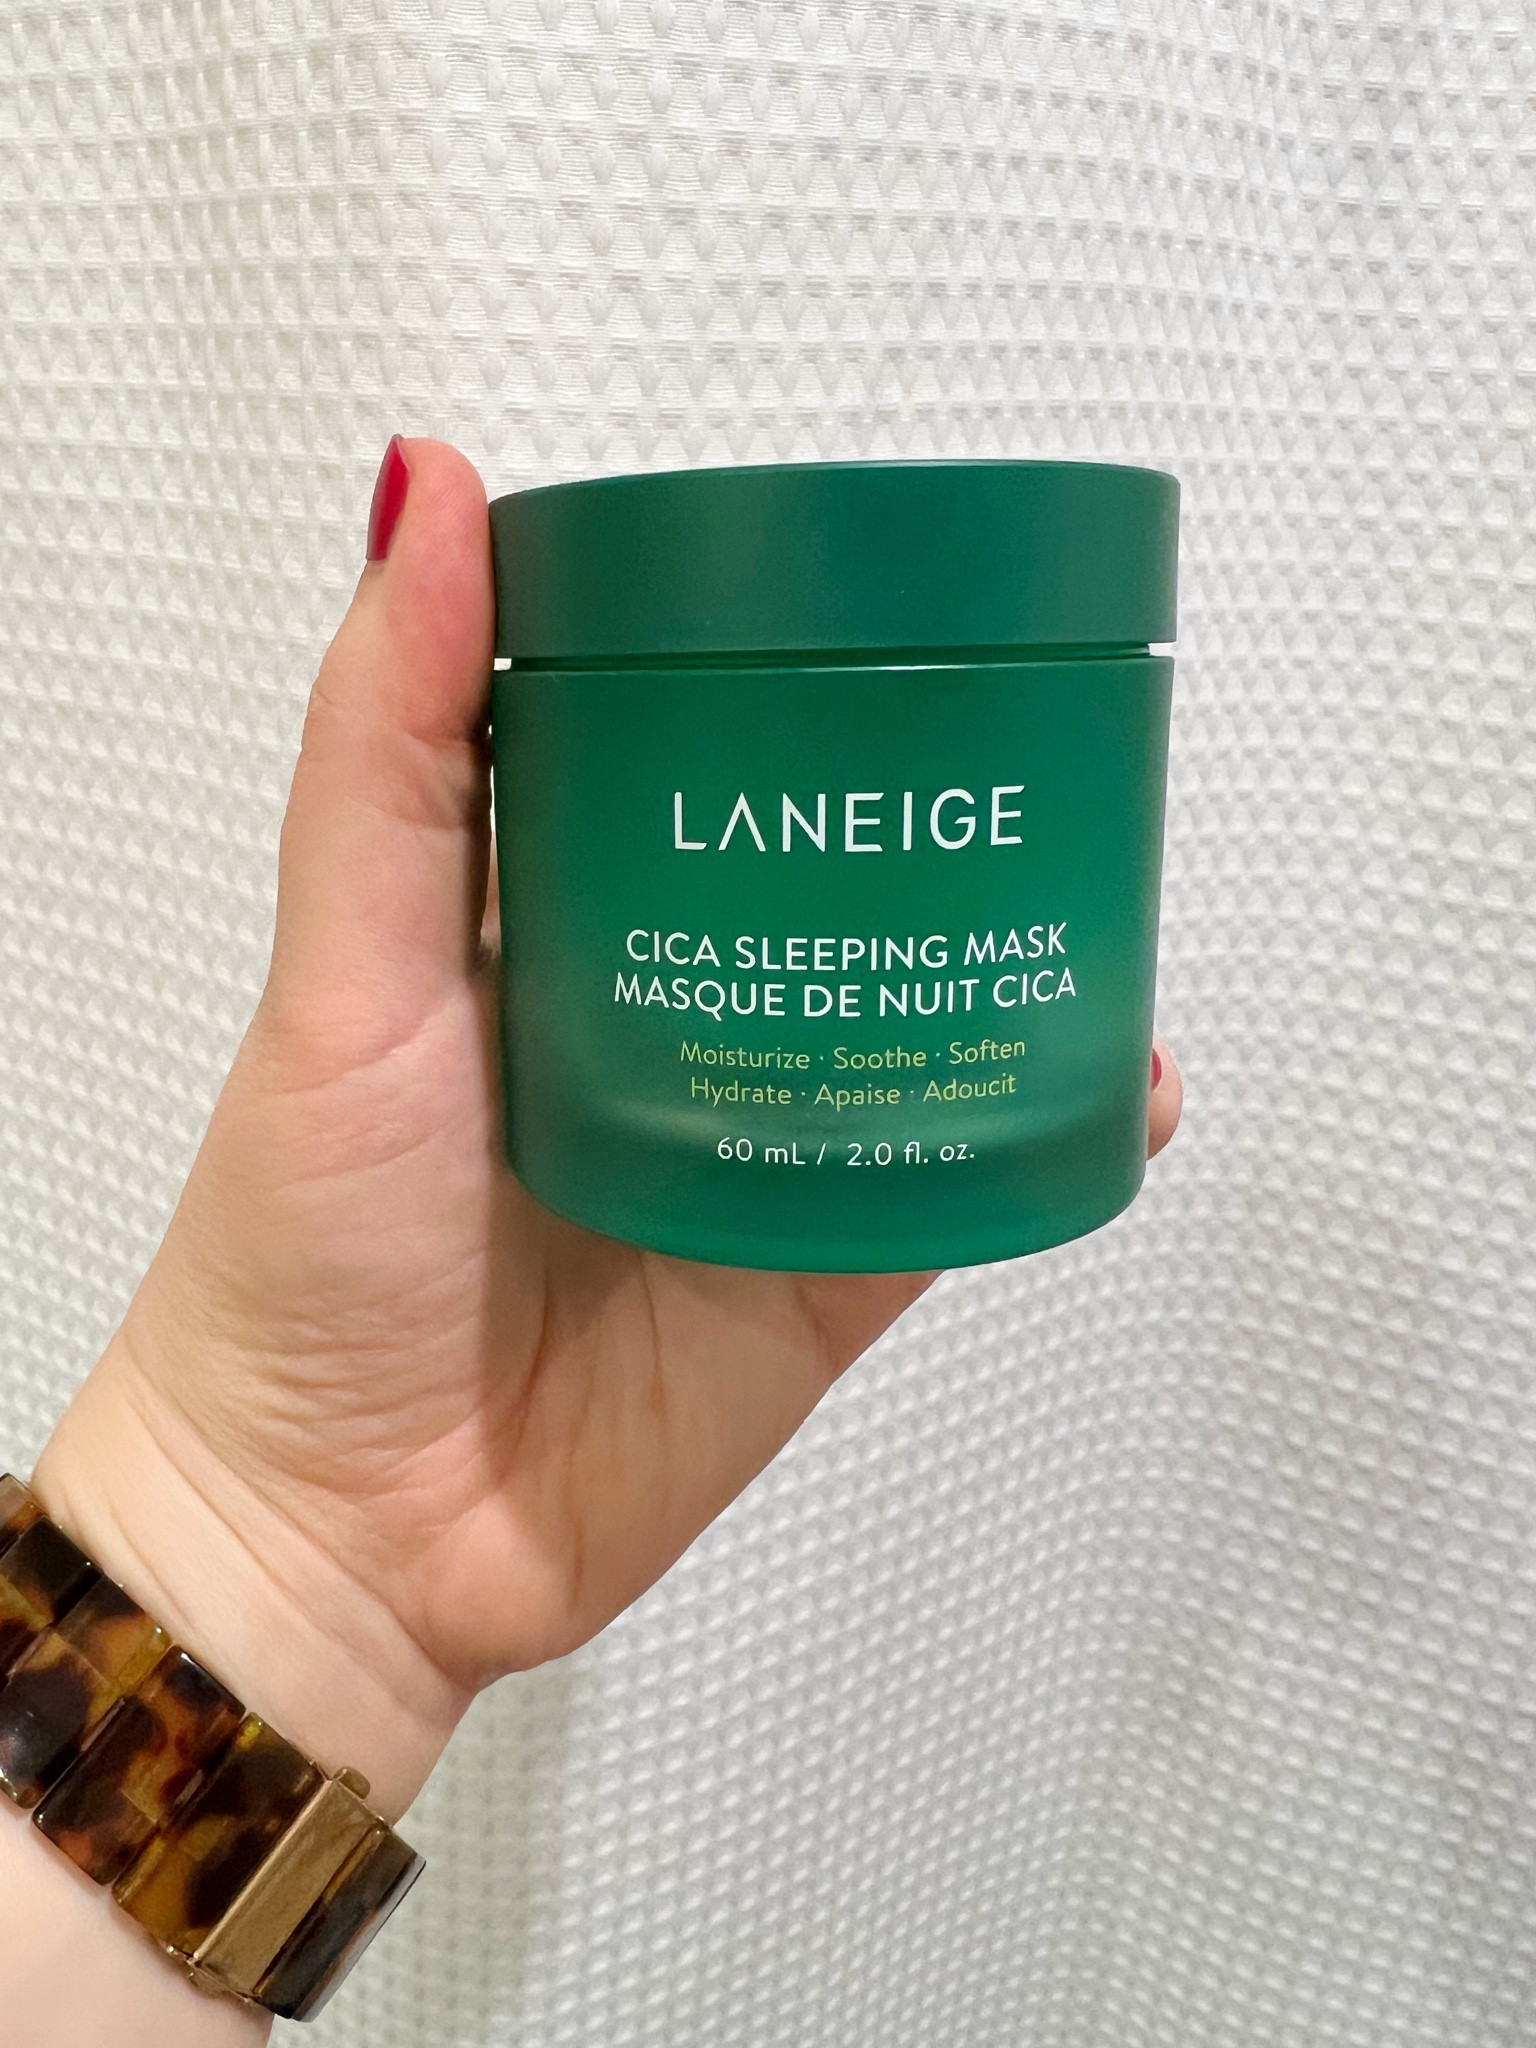 LANEIGE
CICA SLEEPING MASK
MASQUE DE NUIT CICA
Moisturize · Soothe · Soften
Hydrate · Apaise · Adoucit
60 mL / 2.0 fl. oz.